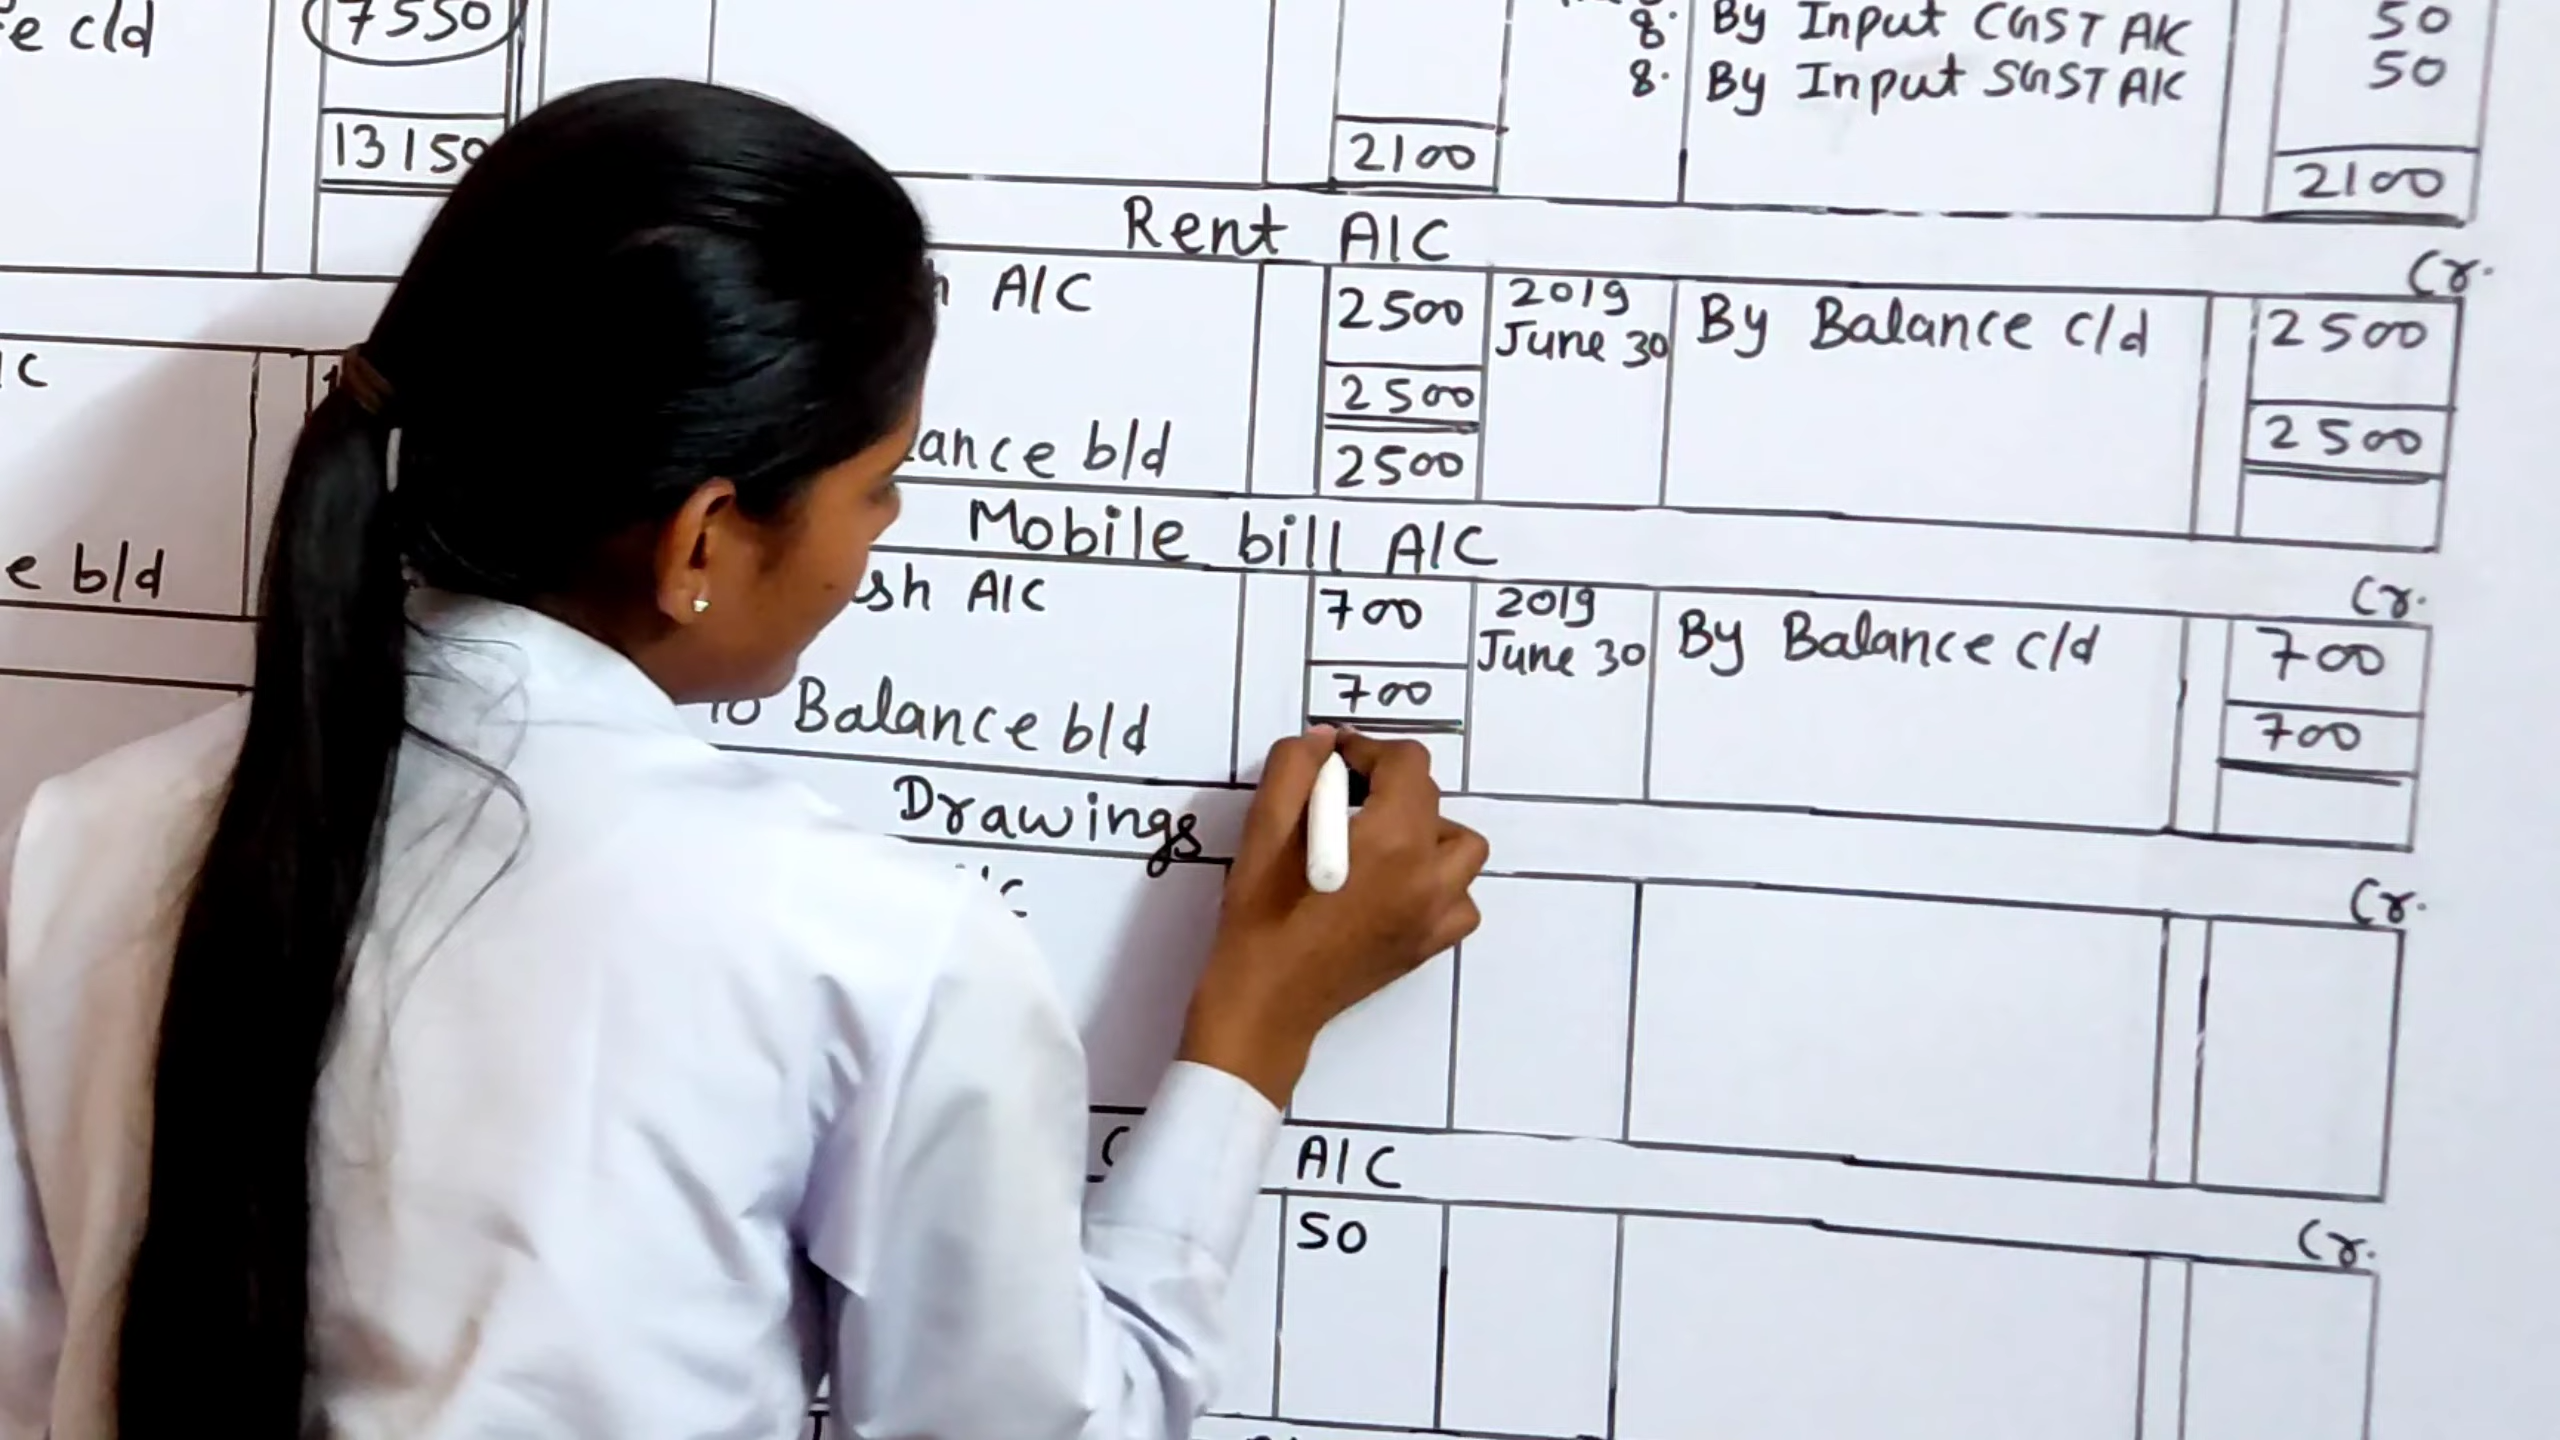 e c/d 7550
8. By Input CGST A/C 50
8. By Input SGST A/C 50
13150 2100 2100
Rent A/C
Cr.
A/C 2500 2019 June 30 By Balance c/d 2500
2500 2500
ance b/d 2500
Mobile bill A/C
Cr.
sh A/C 700 2019 June 30 By Balance c/d 700
700 700
To Balance b/d
e b/d
Drawings
Cr.
A/C
50
Cr.